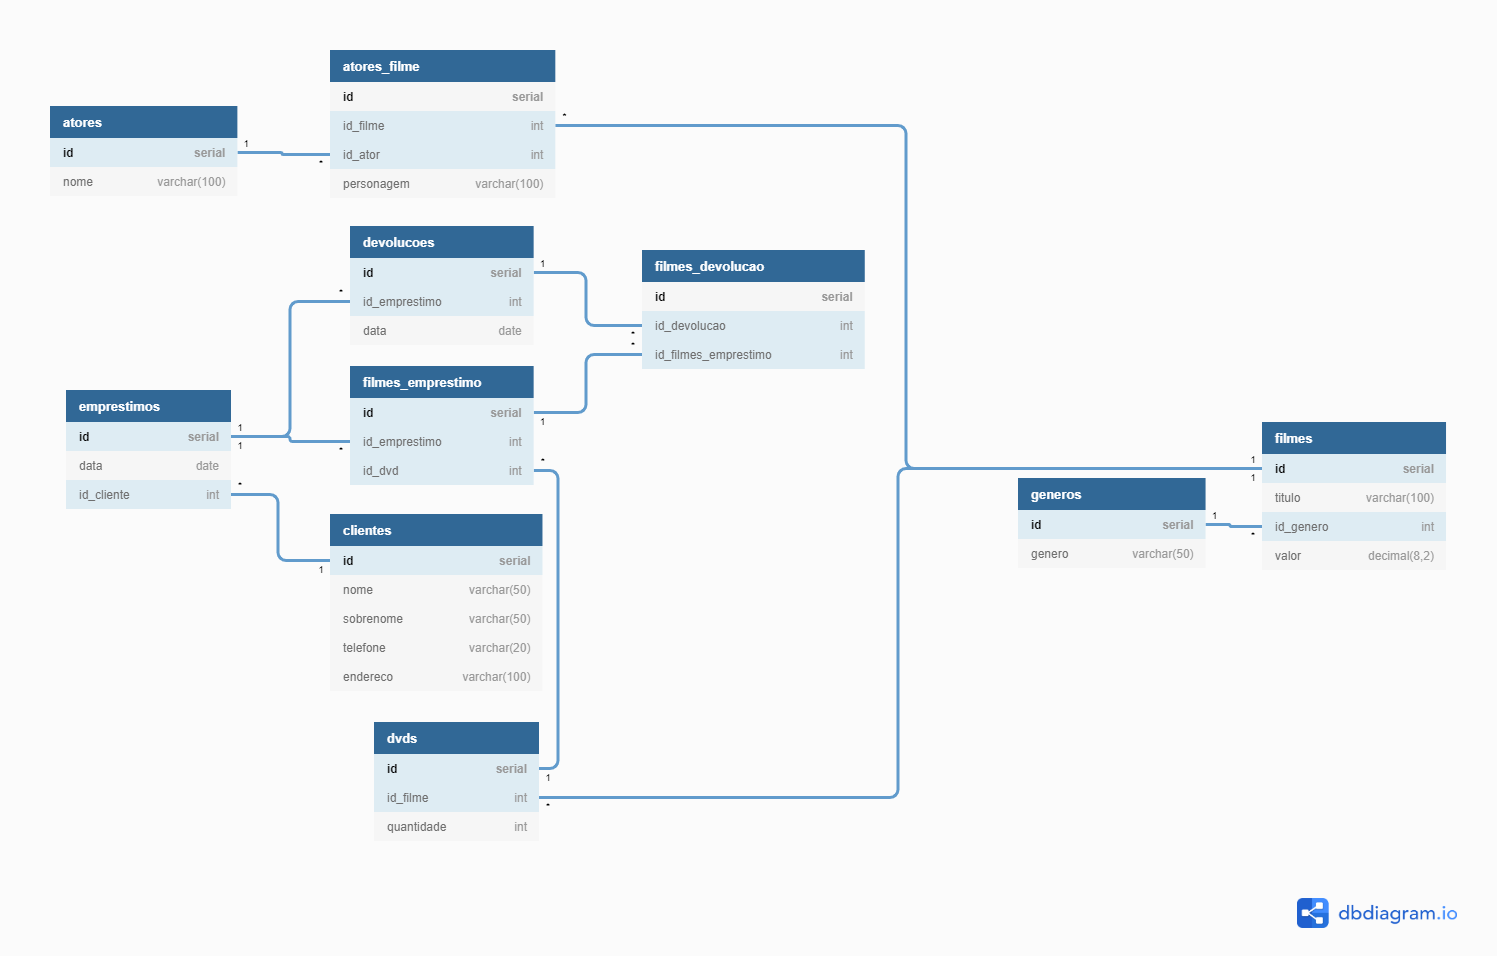 atores_filme
id serial
id_filme int
id_ator int
personagem varchar(100)
atores
id serial
nome varchar(100)
1
*
*
devolucoes
id serial
id_emprestimo int
data date
1
*
filmes_devolucao
id serial
id_devolucao int
id_filmes_emprestimo int
*
*
filmes_emprestimo
id serial
id_emprestimo int
id_dvd int
1
*
*
emprestimos
id serial
data date
id_cliente int
1
1
*
clientes
id serial
nome varchar(50)
sobrenome varchar(50)
telefone varchar(20)
endereco varchar(100)
1
filmes
id serial
titulo varchar(100)
id_genero int
valor decimal(8,2)
1
1
*
generos
id serial
genero varchar(50)
1
dvds
id serial
id_filme int
quantidade int
1
*
dbdiagram.io